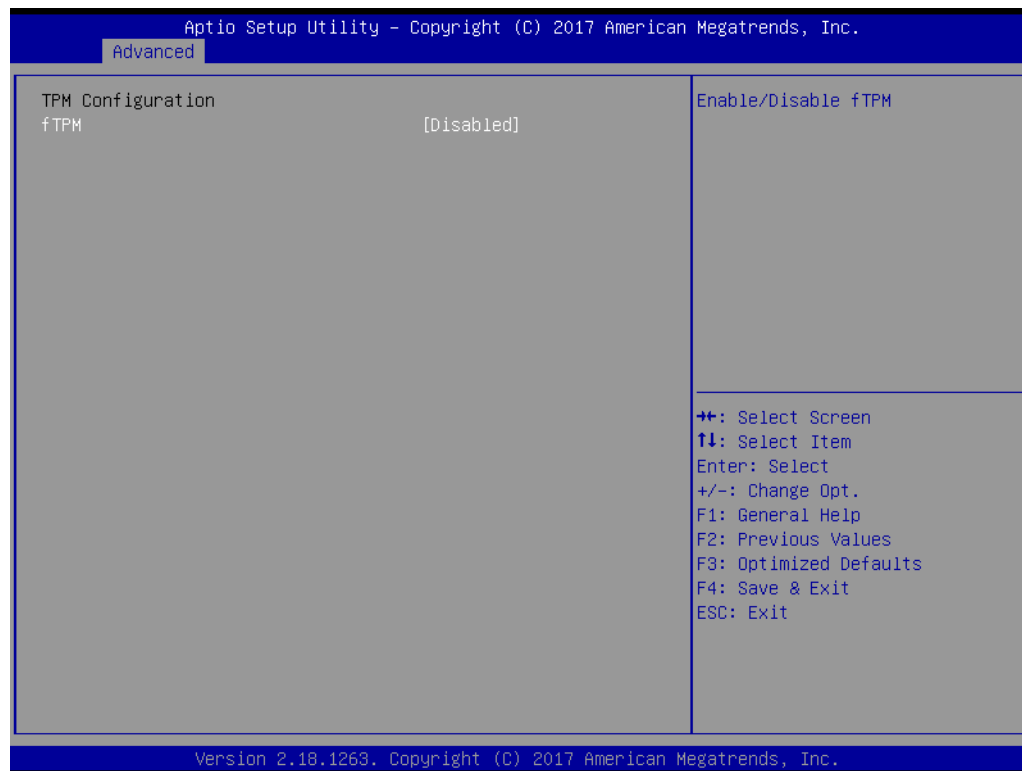 Aptio Setup Utility – Copyright (C) 2017 American Megatrends, Inc.
Advanced
TPM Configuration
fTPM [Disabled]
Enable/Disable fTPM
→←: Select Screen
↑↓: Select Item
Enter: Select
+/-: Change Opt.
F1: General Help
F2: Previous Values
F3: Optimized Defaults
F4: Save & Exit
ESC: Exit
Version 2.18.1263. Copyright (C) 2017 American Megatrends, Inc.